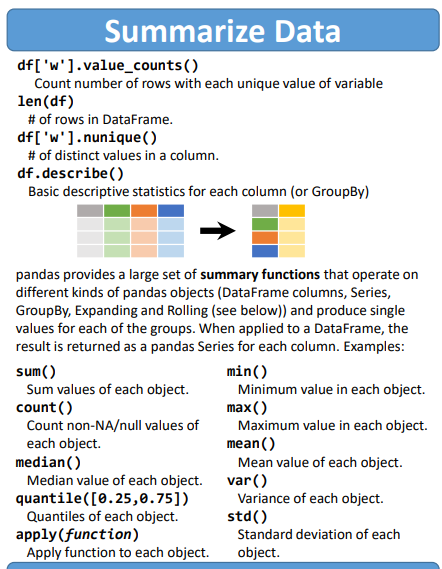 Summarize Data
df['w'].value_counts()
Count number of rows with each unique value of variable
len(df)
# of rows in DataFrame.
df['w'].nunique()
# of distinct values in a column.
df.describe()
Basic descriptive statistics for each column (or GroupBy)
pandas provides a large set of summary functions that operate on
different kinds of pandas objects (DataFrame columns, Series,
GroupBy, Expanding and Rolling (see below)) and produce single
values for each of the groups. When applied to a DataFrame, the
result is returned as a pandas Series for each column. Examples:
sum()
Sum values of each object.
count()
Count non-NA/null values of
each object.
median()
Median value of each object.
quantile([0.25,0.75])
Quantiles of each object.
apply(function)
Apply function to each object.
min()
Minimum value in each object.
max()
Maximum value in each object.
mean()
Mean value of each object.
var()
Variance of each object.
std()
Standard deviation of each
object.